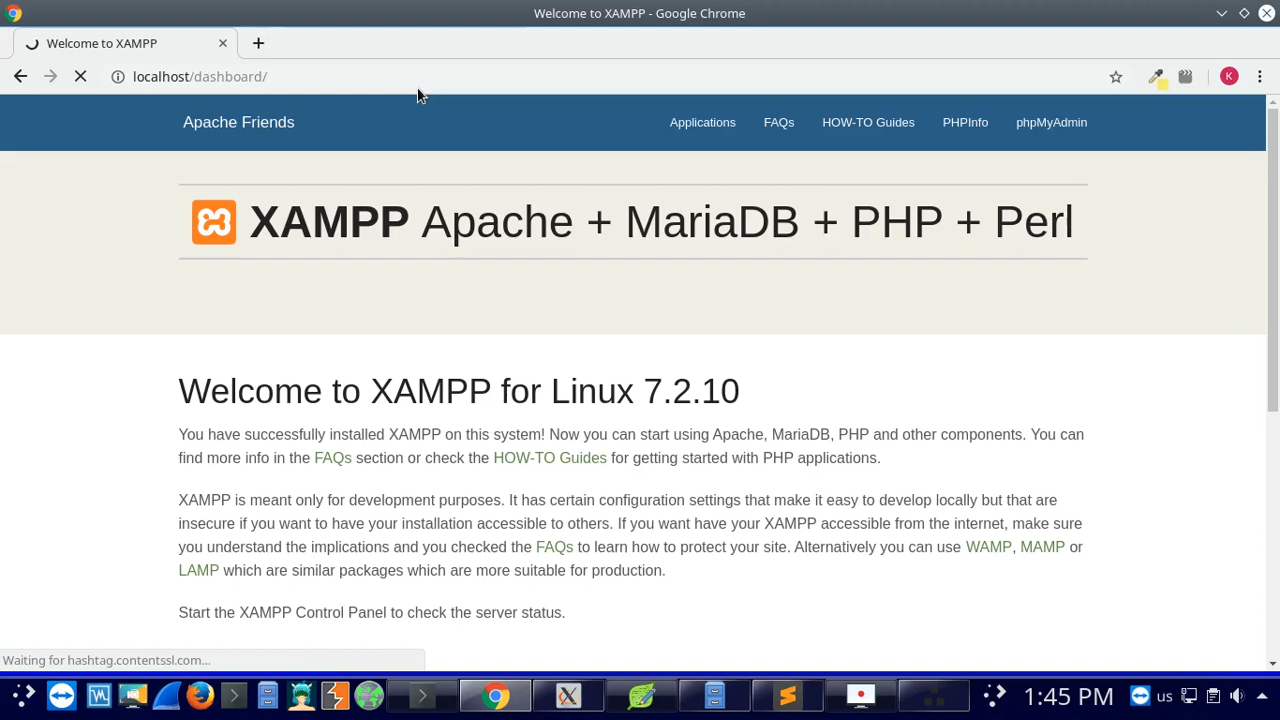 Welcome to XAMPP - Google Chrome
Welcome to XAMPP
localhost/dashboard/
K
Apache Friends Applications FAQs HOW-TO Guides PHPInfo phpMyAdmin
XAMPP Apache + MariaDB + PHP + Perl
Welcome to XAMPP for Linux 7.2.10
You have successfully installed XAMPP on this system! Now you can start using Apache, MariaDB, PHP and other components. You can
find more info in the FAQs section or check the HOW-TO Guides for getting started with PHP applications.
XAMPP is meant only for development purposes. It has certain configuration settings that make it easy to develop locally but that are
insecure if you want to have your installation accessible to others. If you want have your XAMPP accessible from the internet, make sure
you understand the implications and you checked the FAQs to learn how to protect your site. Alternatively you can use WAMP, MAMP or
LAMP which are similar packages which are more suitable for production.
Start the XAMPP Control Panel to check the server status.
Waiting for hashtag.contentssl.com...
1:45 PM us